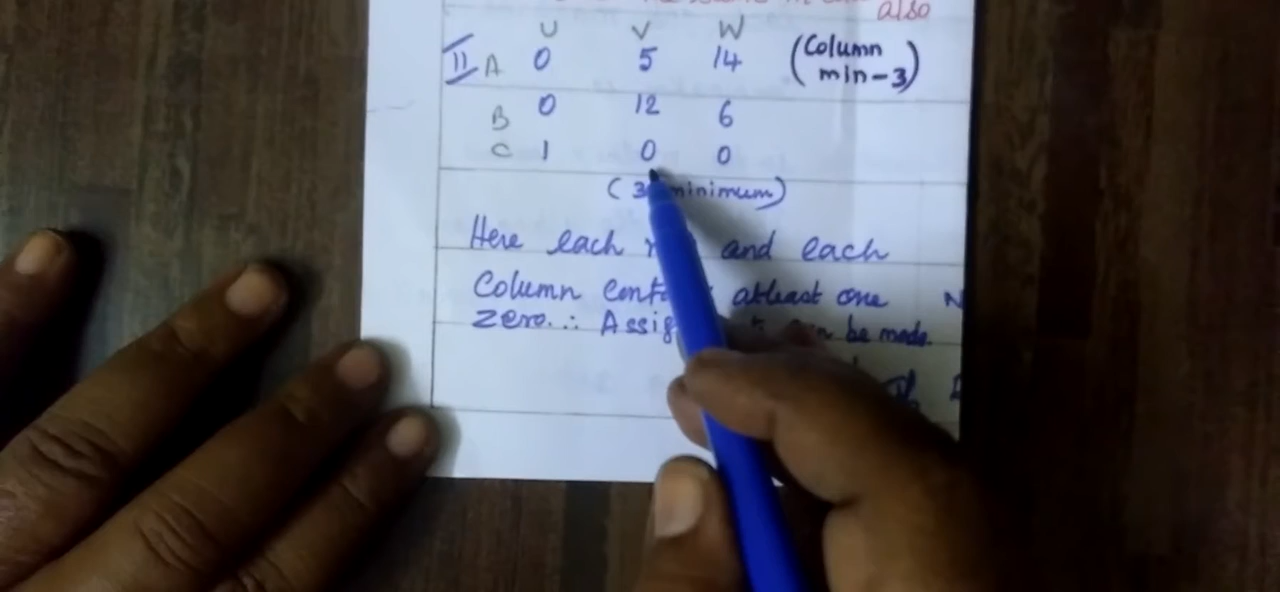 also
U V W
II A 0 5 14 (Column
min-3)
B 0 12 6
C 1 0 0
minimum)
Here each and each
Column atleast one N
zero. ∴ be made.